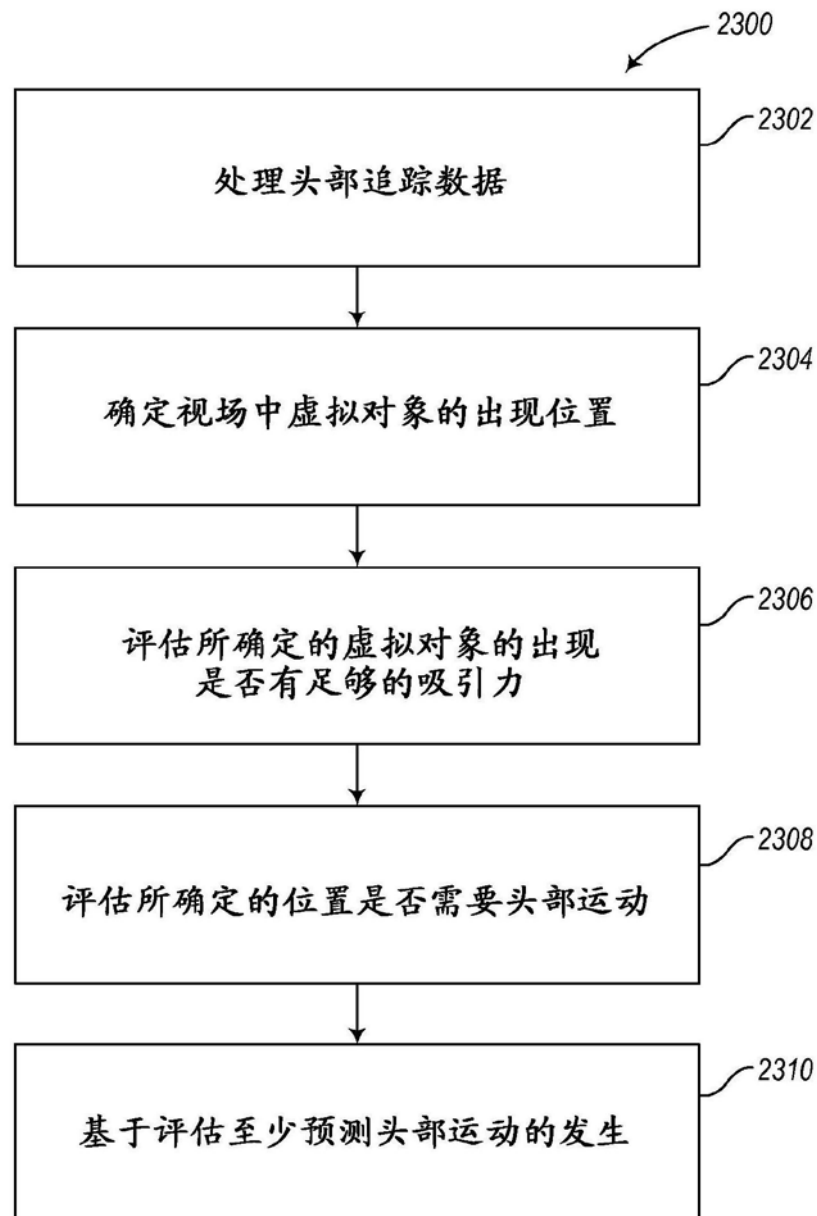 2300
2302
处理头部追踪数据
2304
确定视场中虚拟对象的出现位置
2306
评估所确定的虚拟对象的出现
是否有足够的吸引力
2308
评估所确定的位置是否需要头部运动
2310
基于评估至少预测头部运动的发生